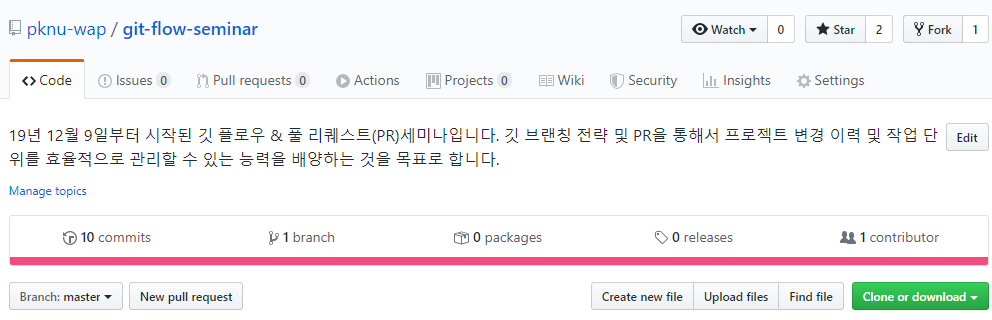 pknu-wap / git-flow-seminar
Watch 0 Star 2 Fork 1
Code Issues 0 Pull requests 0 Actions Projects 0 Wiki Security Insights Settings
19년 12월 9일부터 시작된 깃 플로우 & 풀 리퀘스트(PR)세미나입니다. 깃 브랜칭 전략 및 PR을 통해서 프로젝트 변경 이력 및 작업 단
위를 효율적으로 관리할 수 있는 능력을 배양하는 것을 목표로 합니다.
Edit
Manage topics
10 commits 1 branch 0 packages 0 releases 1 contributor
Branch: master New pull request Create new file Upload files Find file Clone or download